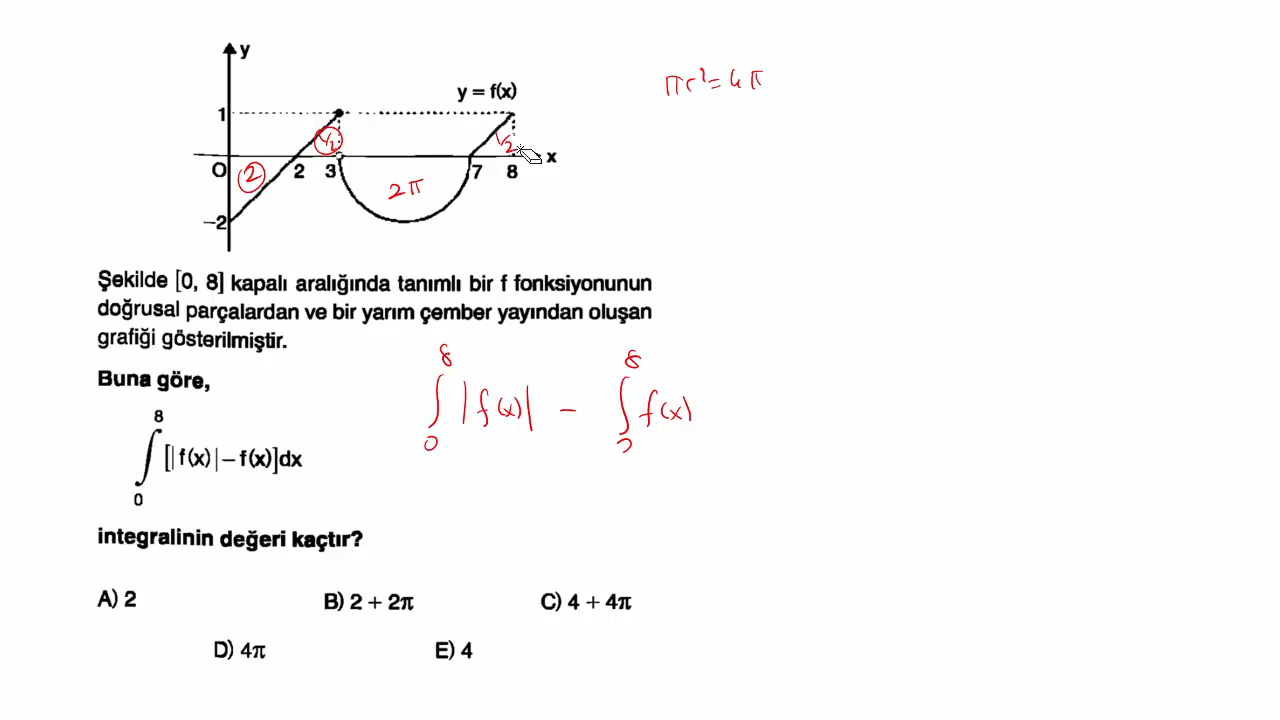 y
πr²=4π
y = f(x)
1
1/2
1/2
x
O
2
2
3
2π
7
8
−2
Şekilde [0, 8] kapalı aralığında tanımlı bir f fonksiyonunun
doğrusal parçalardan ve bir yarım çember yayından oluşan
grafiği gösterilmiştir.
Buna göre,
8
∫ [|f(x)|−f(x)]dx
0
8 8
∫ |f(x)| − ∫ f(x)
0 0
integralinin değeri kaçtır?
A) 2 B) 2 + 2π C) 4 + 4π
D) 4π E) 4